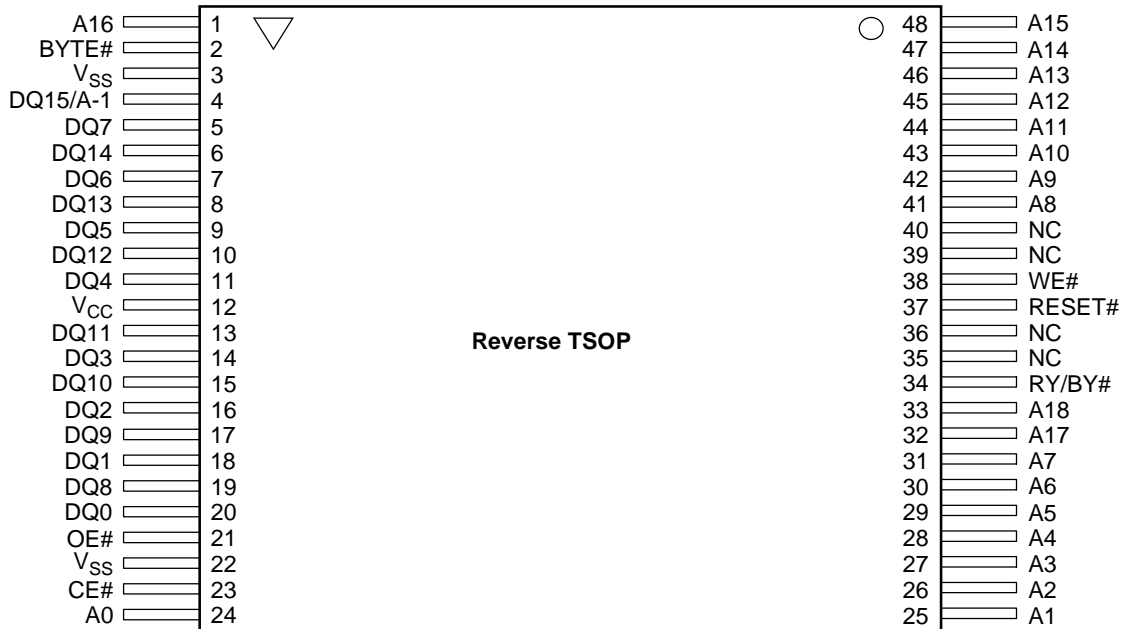 A16 1 48 A15
BYTE# 2 47 A14
VSS 3 46 A13
DQ15/A-1 4 45 A12
DQ7 5 44 A11
DQ14 6 43 A10
DQ6 7 42 A9
DQ13 8 41 A8
DQ5 9 40 NC
DQ12 10 39 NC
DQ4 11 38 WE#
VCC 12 37 RESET#
DQ11 13 36 NC
Reverse TSOP
DQ3 14 35 NC
DQ10 15 34 RY/BY#
DQ2 16 33 A18
DQ9 17 32 A17
DQ1 18 31 A7
DQ8 19 30 A6
DQ0 20 29 A5
OE# 21 28 A4
VSS 22 27 A3
CE# 23 26 A2
A0 24 25 A1